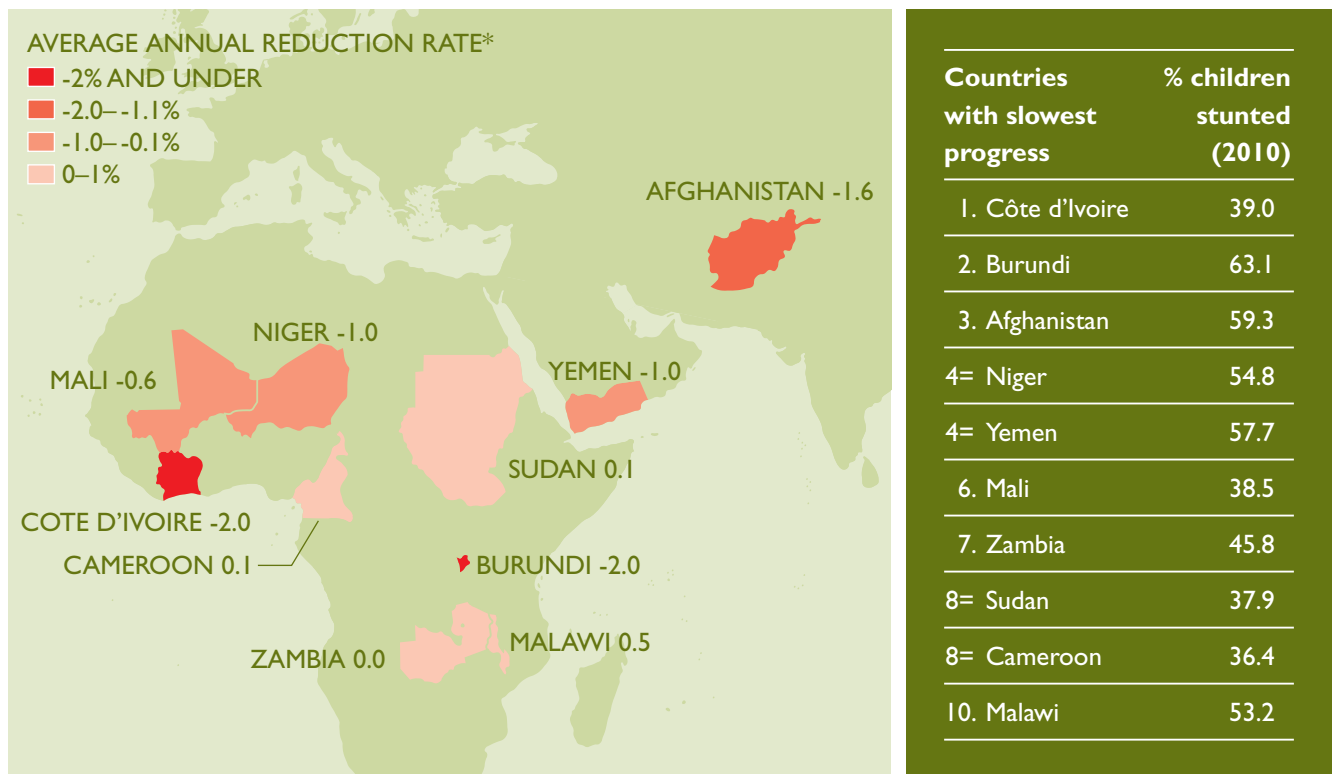 AVERAGE ANNUAL REDUCTION RATE*
-2% AND UNDER
-2.0– -1.1%
-1.0– -0.1%
0–1%
AFGHANISTAN -1.6
NIGER -1.0
MALI -0.6
YEMEN -1.0
SUDAN 0.1
COTE D'IVOIRE -2.0
CAMEROON 0.1
BURUNDI -2.0
MALAWI 0.5
ZAMBIA 0.0
Countries % children
with slowest stunted
progress (2010)
1. Côte d'Ivoire 39.0
2. Burundi 63.1
3. Afghanistan 59.3
4= Niger 54.8
4= Yemen 57.7
6. Mali 38.5
7. Zambia 45.8
8= Sudan 37.9
8= Cameroon 36.4
10. Malawi 53.2